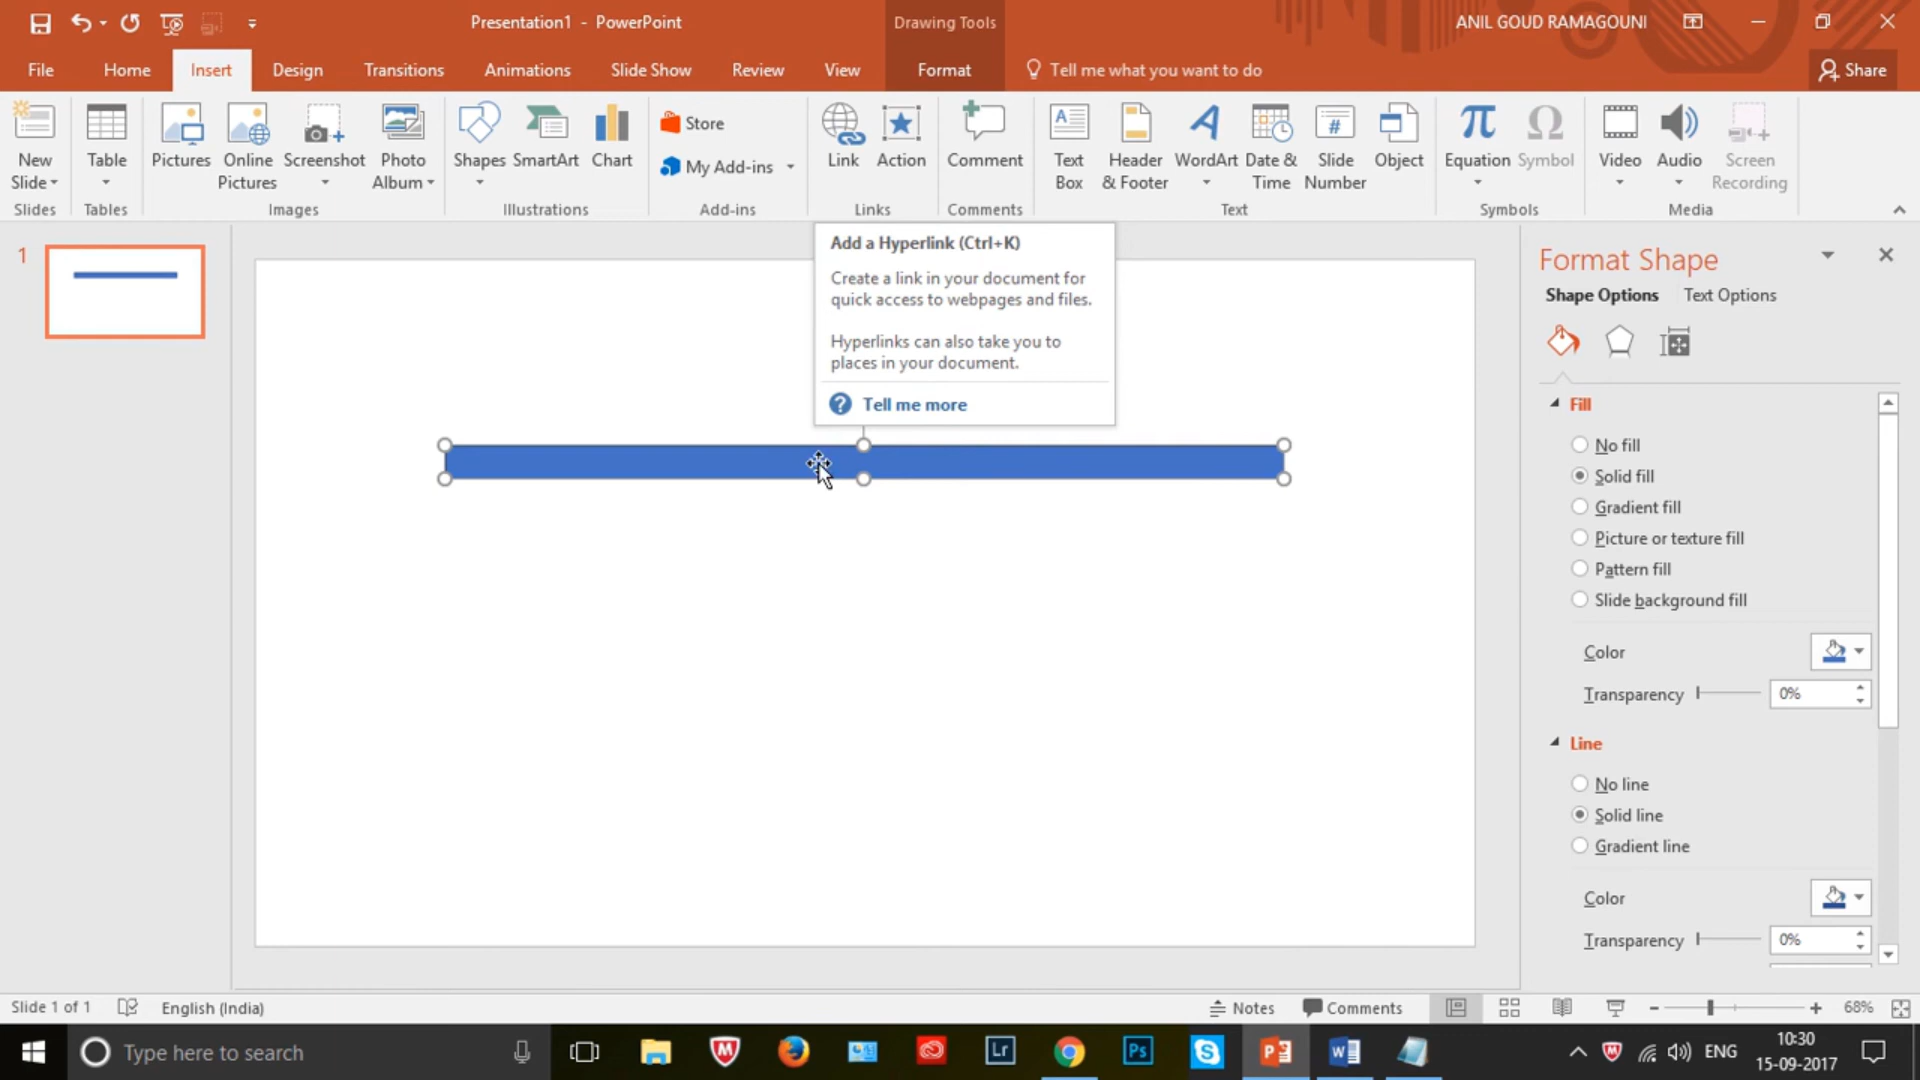 Presentation1 - PowerPoint
Drawing Tools
ANIL GOUD RAMAGOUNI
File Home Insert Design Transitions Animations Slide Show Review View Format Tell me what you want to do Share
New Slide
Table
Pictures
Online Pictures
Screenshot
Photo Album
Shapes
SmartArt
Chart
Store
My Add-ins
Link
Action
Comment
Text Box
Header & Footer
WordArt
Date & Time
Slide Number
Object
Equation
Symbol
Video
Audio
Screen Recording
Slides Tables Images Illustrations Add-ins Links Comments Text Symbols Media
1
Add a Hyperlink (Ctrl+K)
Create a link in your document for
quick access to webpages and files.
Hyperlinks can also take you to
places in your document.
? Tell me more
Format Shape
Shape Options Text Options
Fill
No fill
Solid fill
Gradient fill
Picture or texture fill
Pattern fill
Slide background fill
Color
Transparency 0%
Line
No line
Solid line
Gradient line
Color
Transparency 0%
Slide 1 of 1 English (India) Notes Comments 68%
Type here to search
Lr
Ps
ENG
10:30
15-09-2017